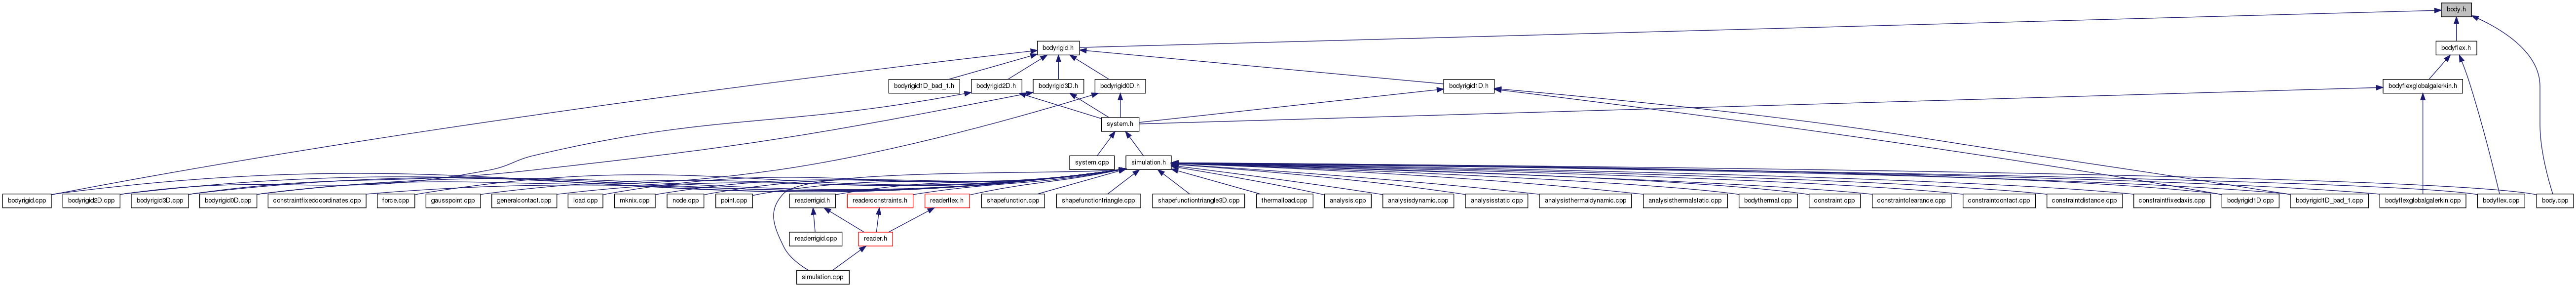 body.h
bodyrigid.h
bodyflex.h
bodyrigid1D_bad_1.h
bodyrigid2D.h
bodyrigid3D.h
bodyrigid0D.h
bodyrigid1D.h
bodyflexglobalgalerkin.h
system.h
system.cpp
simulation.h
bodyrigid.cpp
bodyrigid2D.cpp
bodyrigid3D.cpp
bodyrigid0D.cpp
constraintfixedcoordinates.cpp
force.cpp
gausspoint.cpp
generalcontact.cpp
load.cpp
mknix.cpp
node.cpp
point.cpp
readerrigid.h
readerconstraints.h
readerflex.h
shapefunction.cpp
shapefunctiontriangle.cpp
shapefunctiontriangle3D.cpp
thermalload.cpp
analysis.cpp
analysisdynamic.cpp
analysisstatic.cpp
analysisthermaldynamic.cpp
analysisthermalstatic.cpp
bodythermal.cpp
constraint.cpp
constraintclearance.cpp
constraintcontact.cpp
constraintdistance.cpp
constraintfixedaxis.cpp
bodyrigid1D.cpp
bodyrigid1D_bad_1.cpp
bodyflexglobalgalerkin.cpp
bodyflex.cpp
body.cpp
readerrigid.cpp
reader.h
simulation.cpp